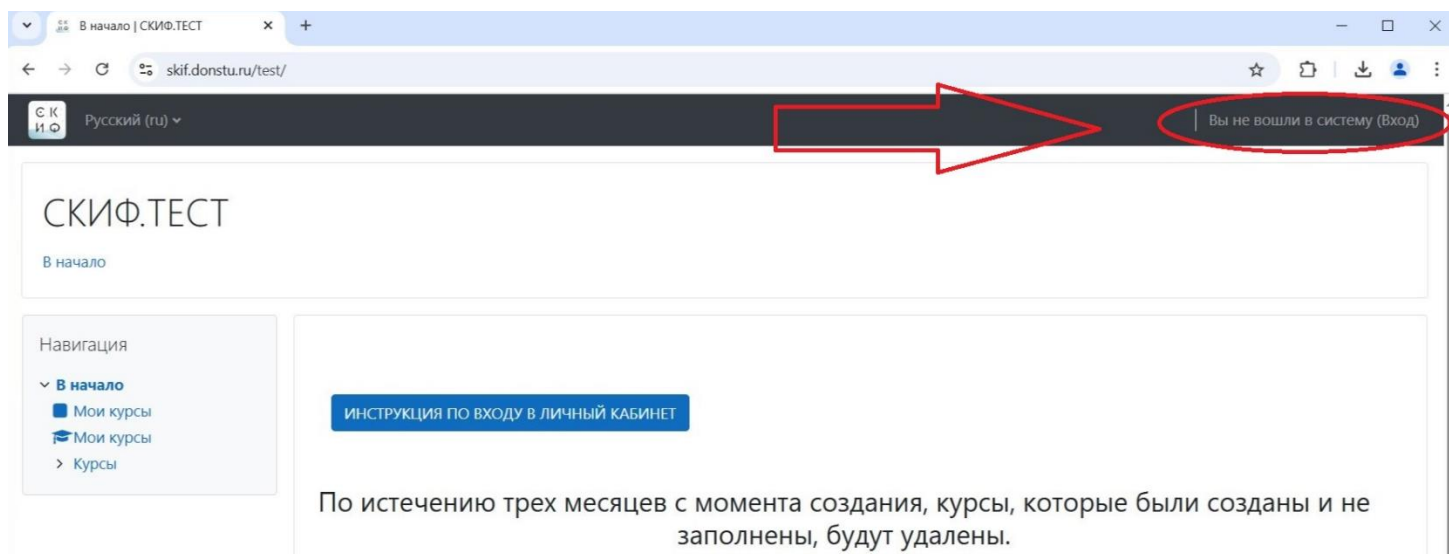 В начало | СКИФ.ТЕСТ
skif.donstu.ru/test/
СК
ИФ
Русский (ru)
Вы не вошли в систему (Вход)
СКИФ.ТЕСТ
В начало
Навигация
В начало
Мои курсы
Мои курсы
Курсы
ИНСТРУКЦИЯ ПО ВХОДУ В ЛИЧНЫЙ КАБИНЕТ
По истечению трех месяцев с момента создания, курсы, которые были созданы и не
заполнены, будут удалены.